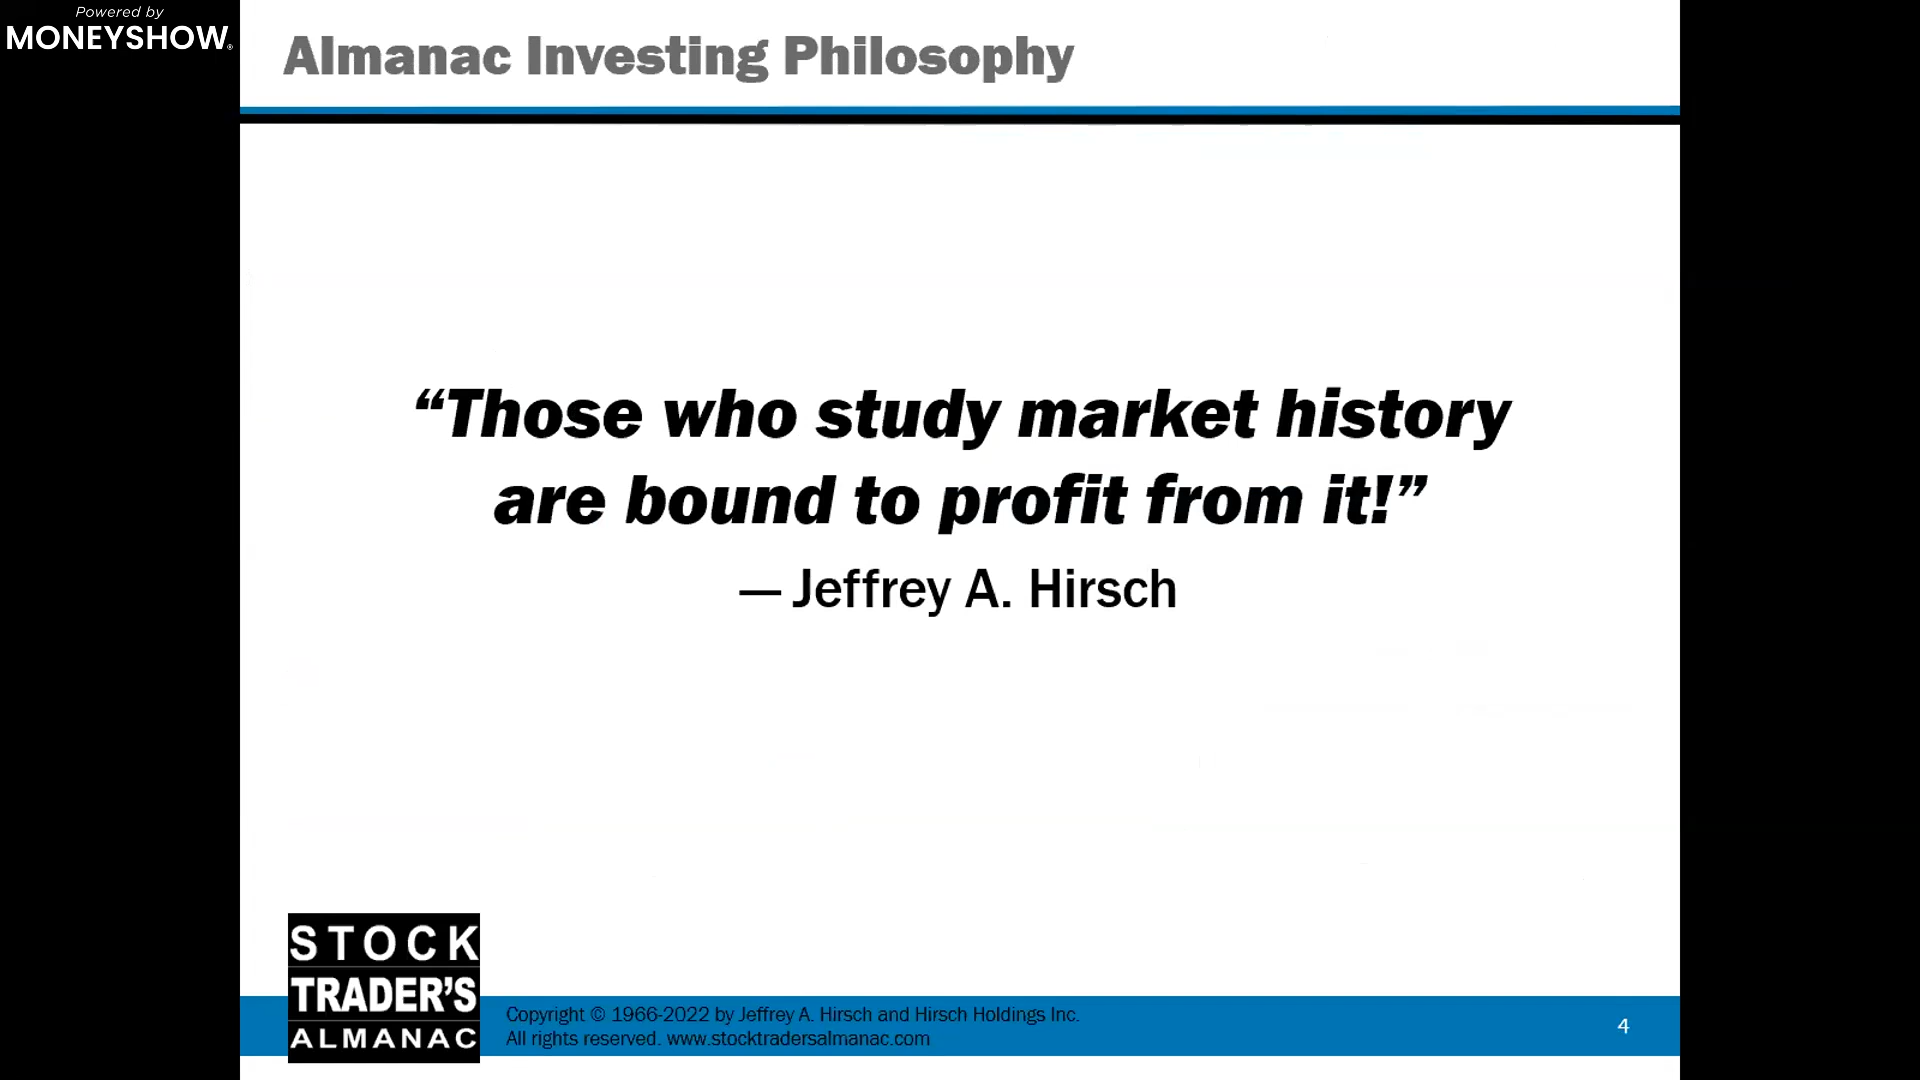 Powered by
MONEYSHOW®
Almanac Investing Philosophy
“Those who study market history
are bound to profit from it!”
— Jeffrey A. Hirsch
STOCK
TRADER’S
ALMANAC
Copyright © 1966-2022 by Jeffrey A. Hirsch and Hirsch Holdings Inc.
All rights reserved. www.stocktradersalmanac.com
4